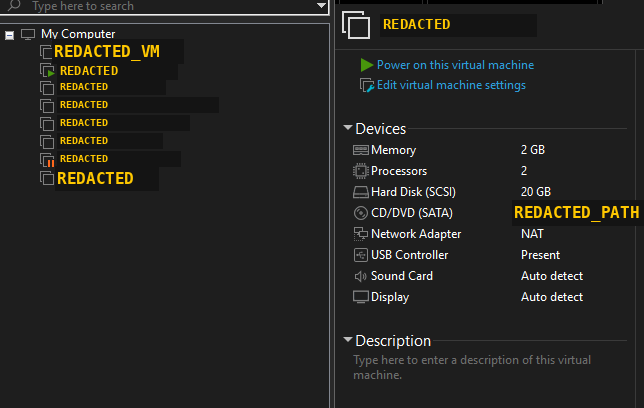 Type here to search
My Computer
REDACTED_VM
REDACTED
REDACTED
REDACTED
REDACTED
REDACTED
REDACTED
REDACTED
REDACTED
Power on this virtual machine
Edit virtual machine settings
Devices
Memory 2 GB
Processors 2
Hard Disk (SCSI) 20 GB
CD/DVD (SATA) REDACTED_PATH
Network Adapter NAT
USB Controller Present
Sound Card Auto detect
Display Auto detect
Description
Type here to enter a description of this virtual
machine.